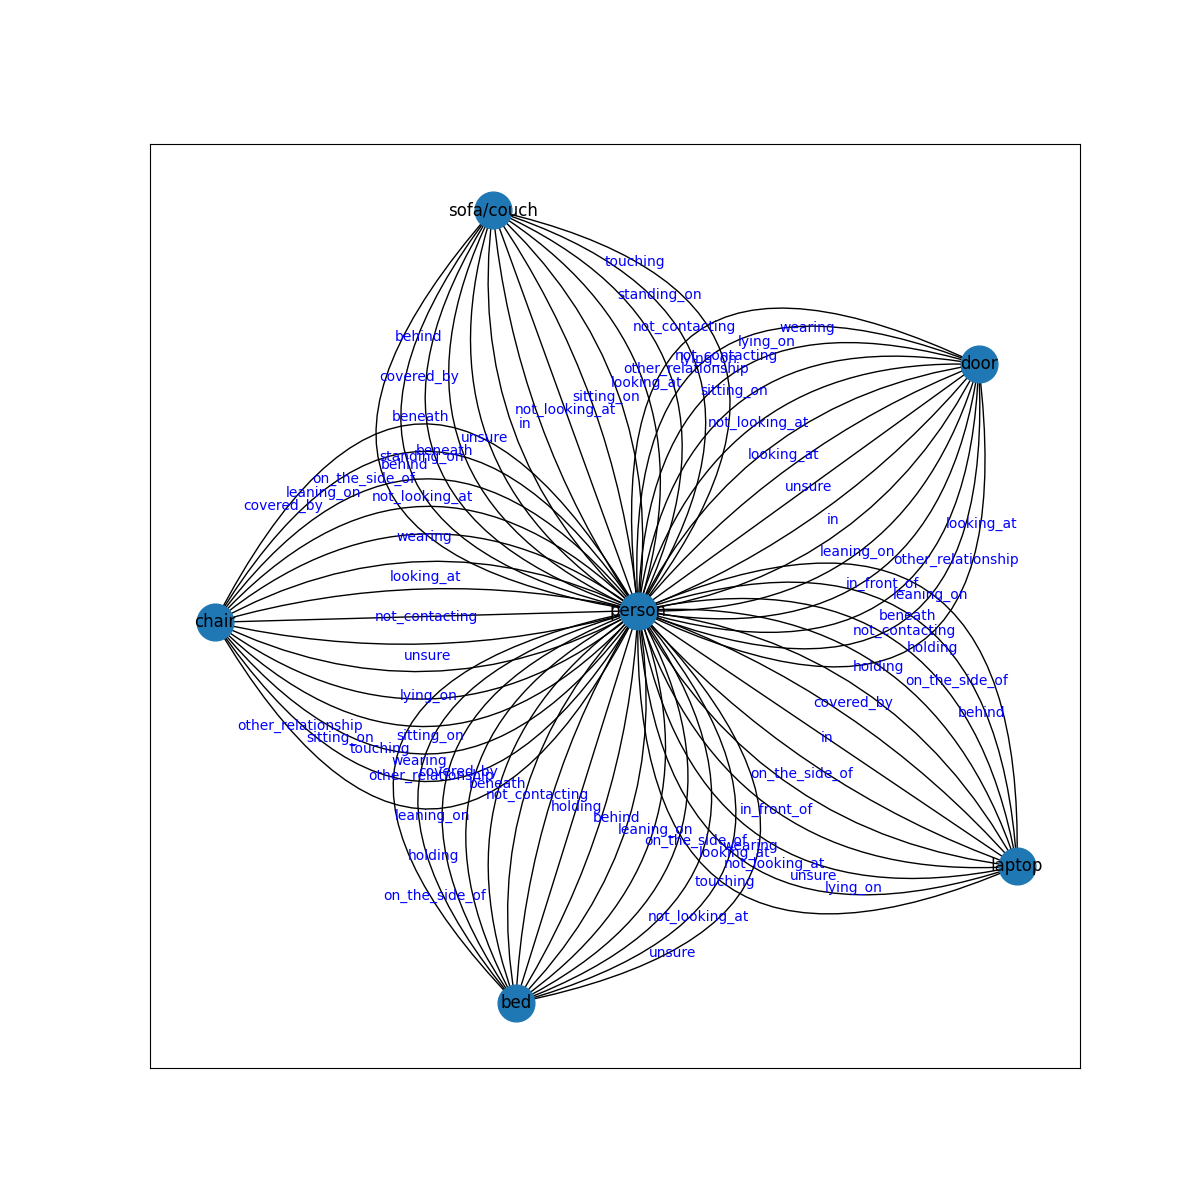 sofa/couch
touching
standing_on
not_contacting
wearing
behind
lying_on
not_contacting
lying_on
door
other_relationship
covered_by
looking_at
sitting_on
sitting_on
not_looking_at
beneath
in
not_looking_at
unsure
beneath
looking_at
standing_on
behind
on_the_side_of
unsure
leaning_on
not_looking_at
covered_by
in
looking_at
wearing
leaning_on
other_relationship
looking_at
in_front_of
leaning_on
person
beneath
not_contacting
chair
not_contacting
holding
unsure
holding
on_the_side_of
lying_on
covered_by
behind
other_relationship
sitting_on
sitting_on
in
touching
wearing
covered_by
other_relationship
on_the_side_of
beneath
not_contacting
holding
in_front_of
leaning_on
behind
leaning_on
on_the_side_of
wearing
looking_at
holding
not_looking_at
laptop
unsure
touching
lying_on
on_the_side_of
not_looking_at
unsure
bed